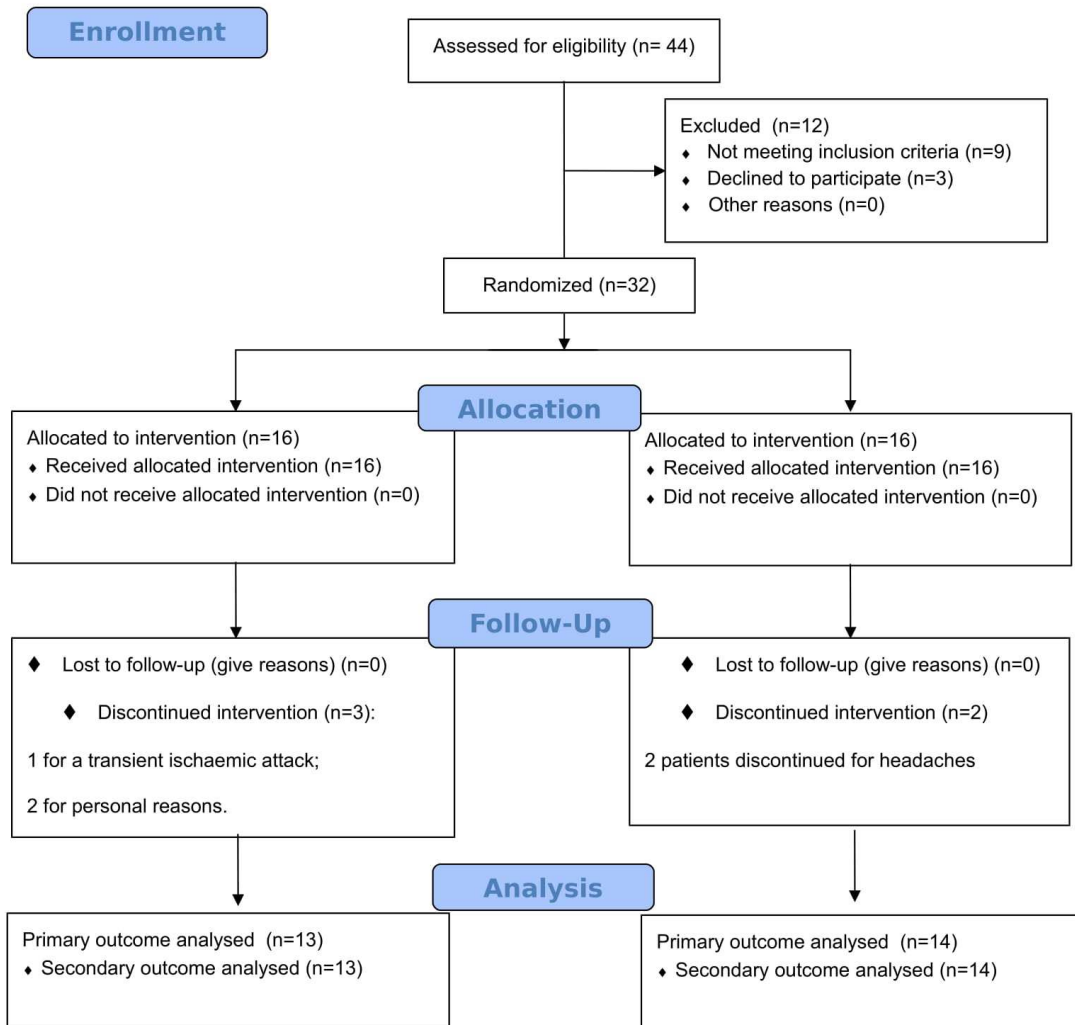 Enrollment
Assessed for eligibility (n= 44)
Excluded (n=12)
♦ Not meeting inclusion criteria (n=9)
♦ Declined to participate (n=3)
♦ Other reasons (n=0)
Randomized (n=32)
Allocation
Allocated to intervention (n=16)
♦ Received allocated intervention (n=16)
♦ Did not receive allocated intervention (n=0)
Allocated to intervention (n=16)
♦ Received allocated intervention (n=16)
♦ Did not receive allocated intervention (n=0)
Follow-Up
♦ Lost to follow-up (give reasons) (n=0)
♦ Discontinued intervention (n=3):
1 for a transient ischaemic attack;
2 for personal reasons.
♦ Lost to follow-up (give reasons) (n=0)
♦ Discontinued intervention (n=2)
2 patients discontinued for headaches
Analysis
Primary outcome analysed (n=13)
♦ Secondary outcome analysed (n=13)
Primary outcome analysed (n=14)
♦ Secondary outcome analysed (n=14)